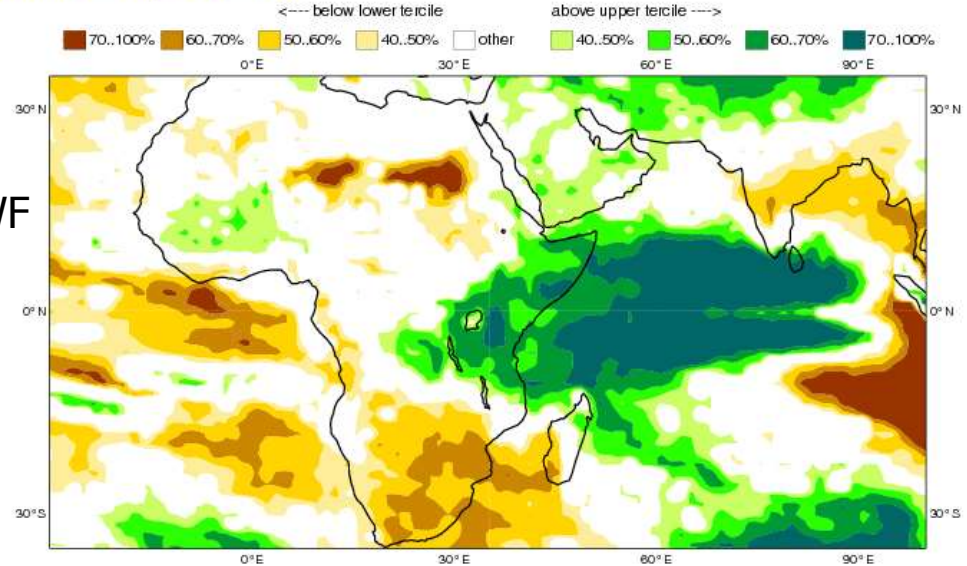 <---- below lower tercile above upper tercile ---->
70..100% 60..70% 50..60% 40..50% other 40..50% 50..60% 60..70% 70..100%
0°E 30°E 60°E 90°E
30°N 30°N
0°N 0°N
30°S 30°S
0°E 30°E 60°E 90°E